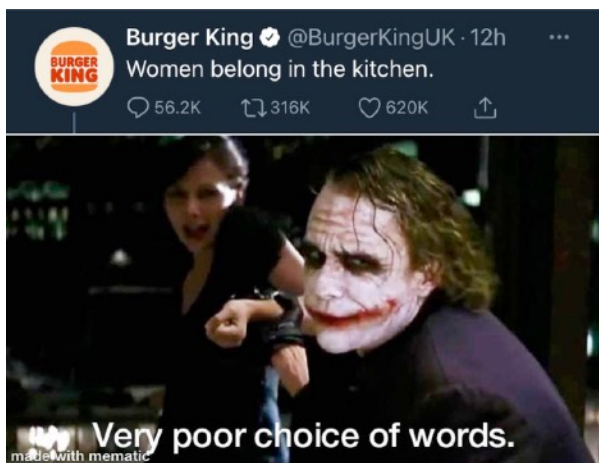 BURGER
KING
Burger King @BurgerKingUK · 12h
Women belong in the kitchen.
56.2K 316K 620K
Very poor choice of words.
made with mematic